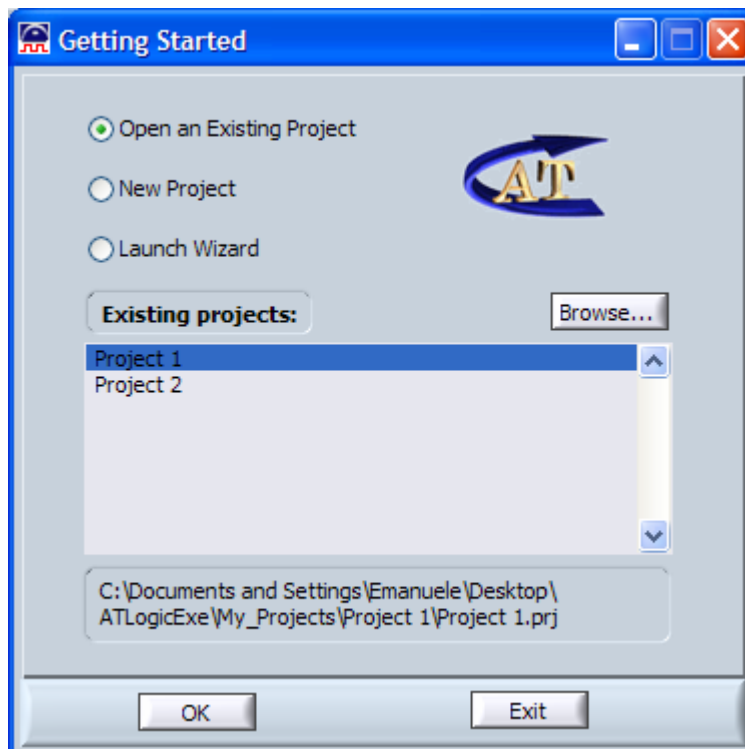 Getting Started
Open an Existing Project
AT
New Project
Launch Wizard
Existing projects:
Browse...
Project 1
Project 2
C:\Documents and Settings\Emanuele\Desktop\
ATLogicExe\My_Projects\Project 1\Project 1.prj
OK
Exit